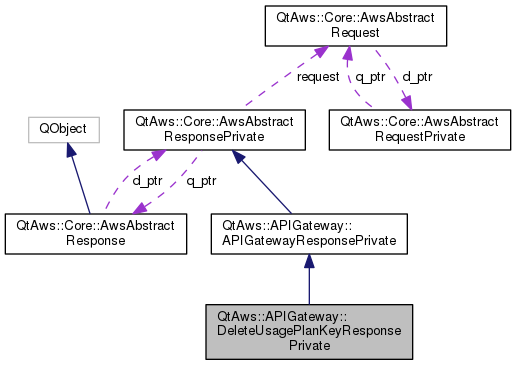 QtAws::Core::AwsAbstract
Request
request
q_ptr
d_ptr
QObject
QtAws::Core::AwsAbstract
ResponsePrivate
QtAws::Core::AwsAbstract
RequestPrivate
d_ptr
q_ptr
QtAws::Core::AwsAbstract
Response
QtAws::APIGateway::
APIGatewayResponsePrivate
QtAws::APIGateway::
DeleteUsagePlanKeyResponse
Private